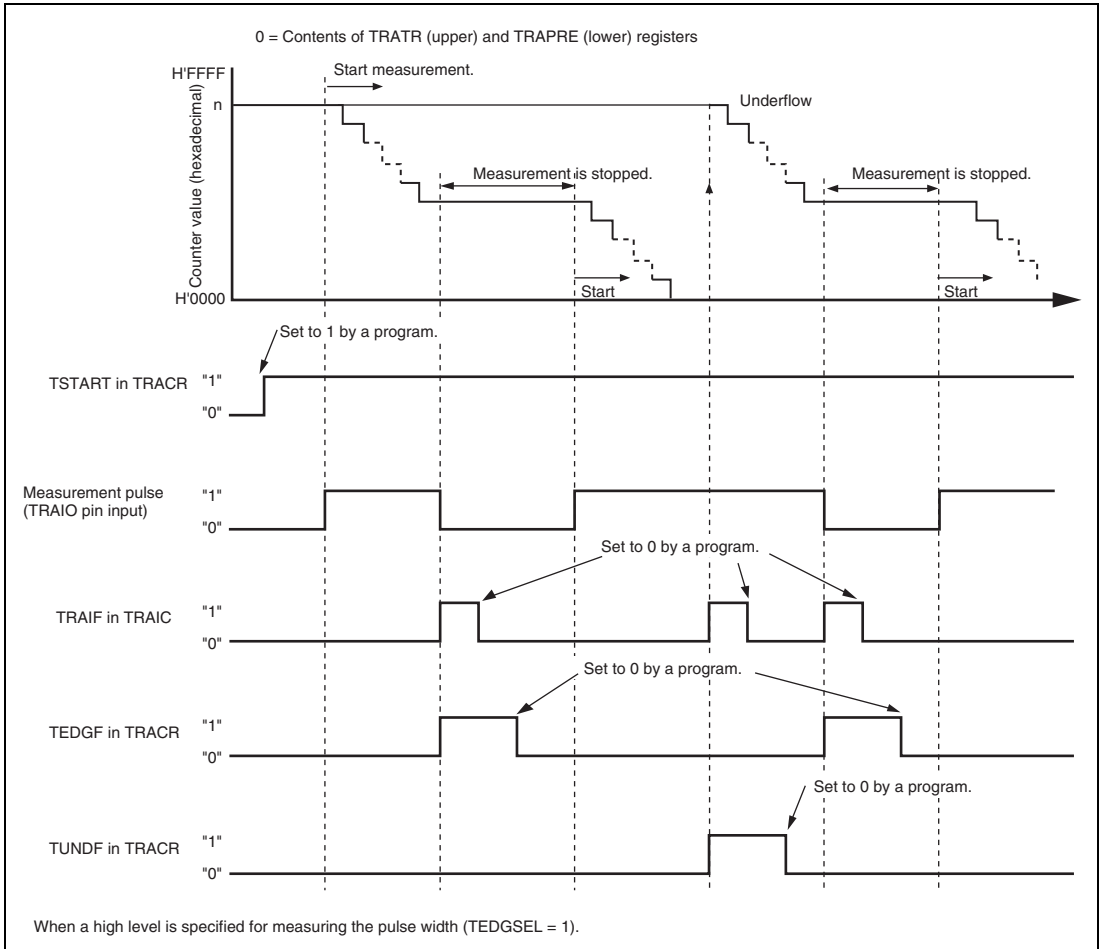 0 = Contents of TRATR (upper) and TRAPRE (lower) registers
H'FFFF
Start measurement.
n
Underflow
Counter value (hexadecimal)
Measurement is stopped.
Measurement is stopped.
Start
Start
H'0000
Set to 1 by a program.
TSTART in TRACR
"1"
"0"
Measurement pulse
(TRAIO pin input)
"1"
"0"
Set to 0 by a program.
TRAIF in TRAIC
"1"
"0"
Set to 0 by a program.
TEDGF in TRACR
"1"
"0"
Set to 0 by a program.
TUNDF in TRACR
"1"
"0"
When a high level is specified for measuring the pulse width (TEDGSEL = 1).